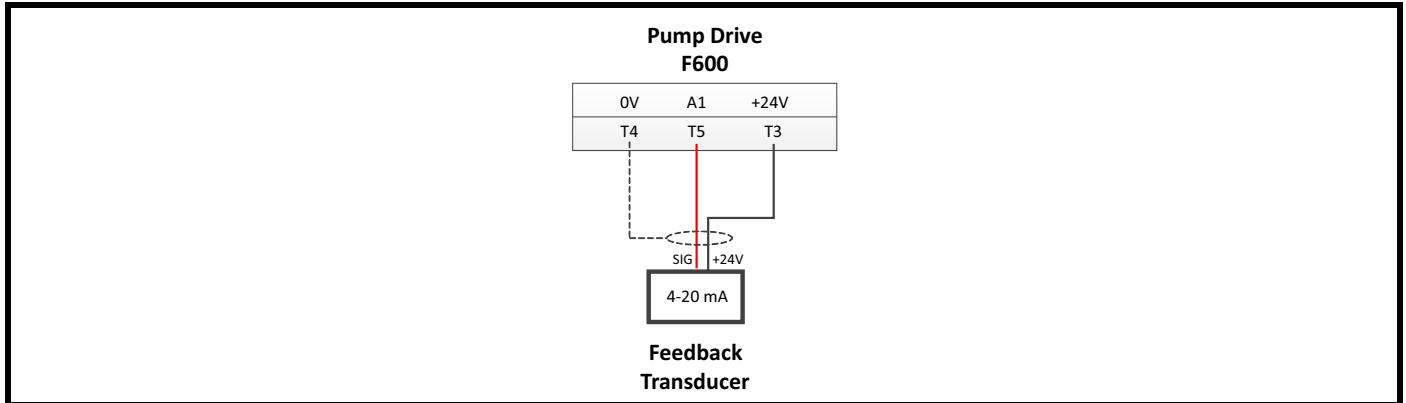 Pump Drive
F600
0V A1 +24V
T4 T5 T3
SIG +24V
4-20 mA
Feedback
Transducer